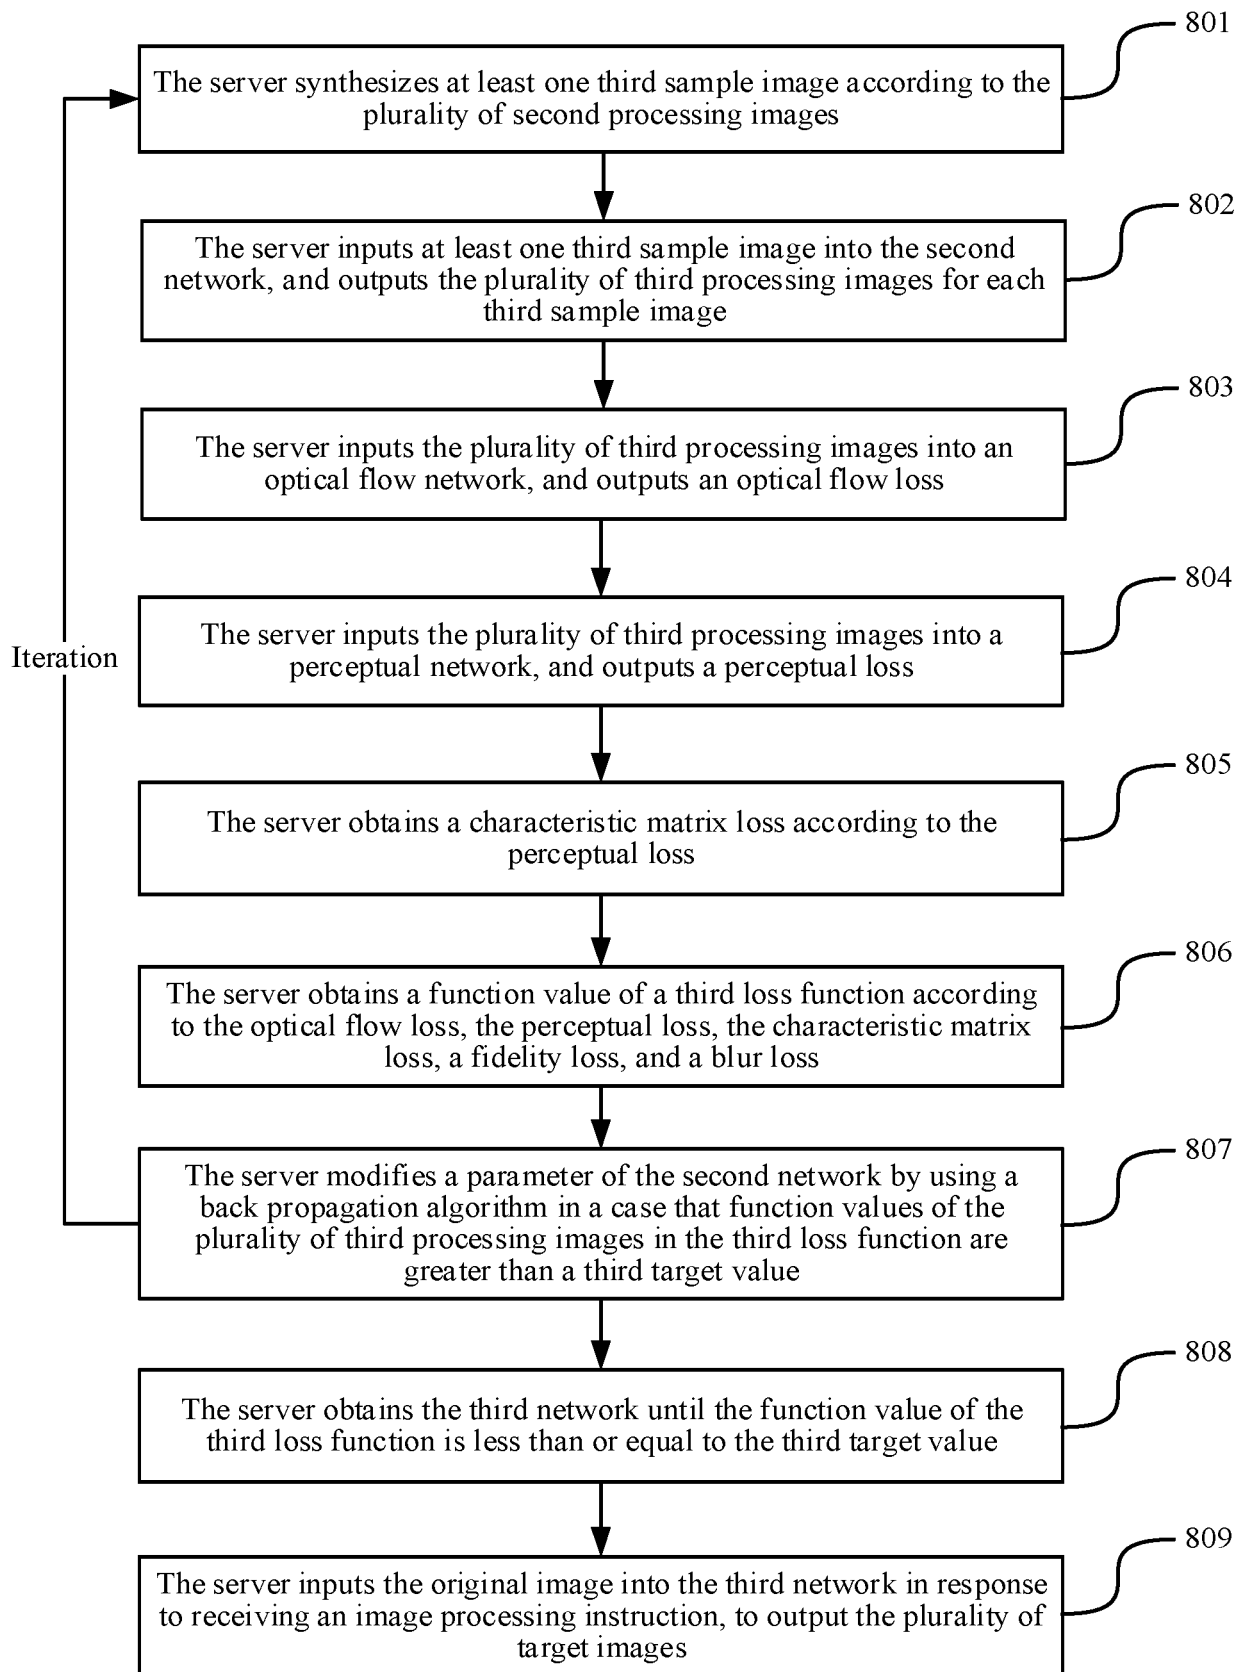 801
The server synthesizes at least one third sample image according to the
plurality of second processing images
802
The server inputs at least one third sample image into the second
network, and outputs the plurality of third processing images for each
third sample image
803
The server inputs the plurality of third processing images into an
optical flow network, and outputs an optical flow loss
804
The server inputs the plurality of third processing images into a
perceptual network, and outputs a perceptual loss
Iteration
805
The server obtains a characteristic matrix loss according to the
perceptual loss
806
The server obtains a function value of a third loss function according
to the optical flow loss, the perceptual loss, the characteristic matrix
loss, a fidelity loss, and a blur loss
807
The server modifies a parameter of the second network by using a
back propagation algorithm in a case that function values of the
plurality of third processing images in the third loss function are
greater than a third target value
808
The server obtains the third network until the function value of the
third loss function is less than or equal to the third target value
809
The server inputs the original image into the third network in response
to receiving an image processing instruction, to output the plurality of
target images